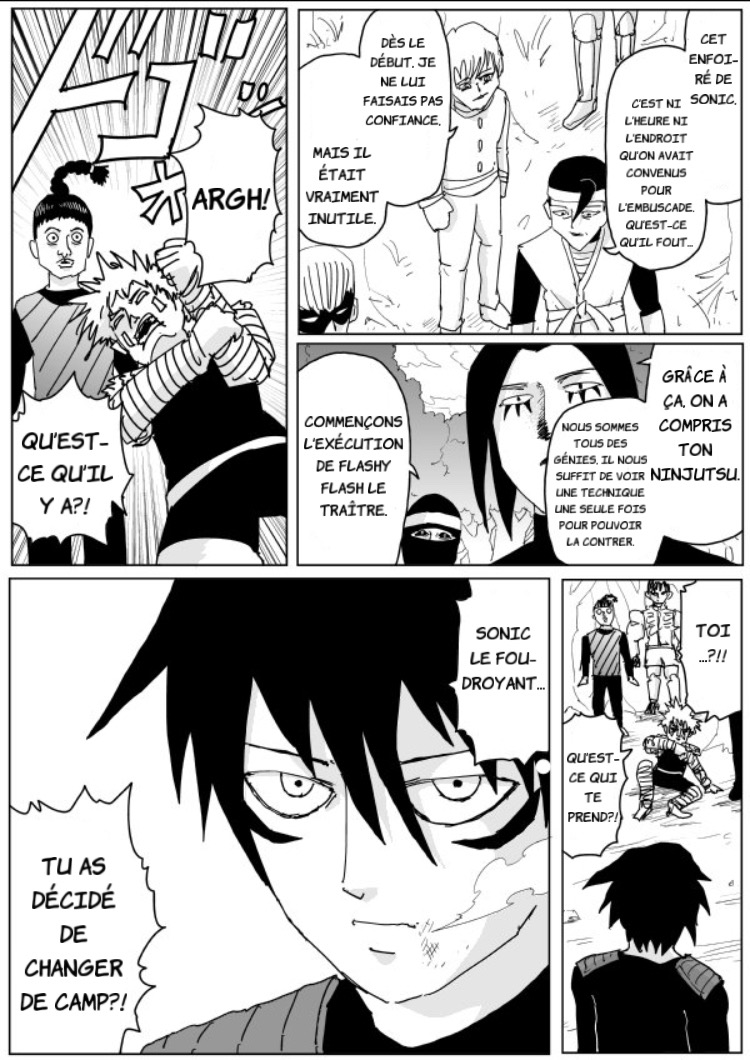 CET
ENFOI-
RÉ DE
SONIC.
C'EST NI
L'HEURE NI
L'ENDROIT
QU'ON AVAIT
CONVENUS
POUR
L'EMBUSCADE.
QU'EST-CE
QU'IL FOUT...
DÈS LE
DÉBUT, JE
NE LUI
FAISAIS PAS
CONFIANCE.
MAIS IL
ÉTAIT
VRAIMENT
INUTILE.
GRÂCE À
ÇA, ON A
COMPRIS
TON
NINJUTSU.
NOUS SOMMES
TOUS DES
GÉNIES, IL NOUS
SUFFIT DE VOIR
UNE TECHNIQUE
UNE SEULE FOIS
POUR POUVOIR
LA CONTRER.
COMMENÇONS
L'EXÉCUTION
DE FLASHY
FLASH LE
TRAÎTRE.
ドゴォ
ARGH!
QU'EST-
CE QU'IL
Y A?!
TOI
...?!!
QU'EST-
CE QUI
TE
PREND?!
SONIC
LE FOU-
DROYANT...
TU AS
DÉCIDÉ
DE
CHANGER
DE CAMP?!